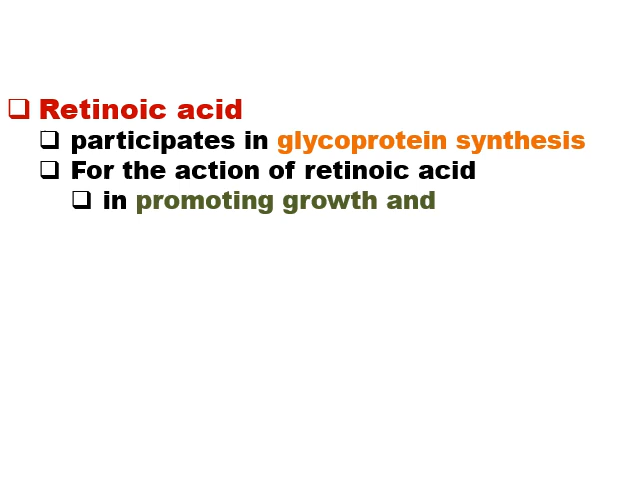 ❑ Retinoic acid
❑ participates in glycoprotein synthesis
❑ For the action of retinoic acid
❑ in promoting growth and